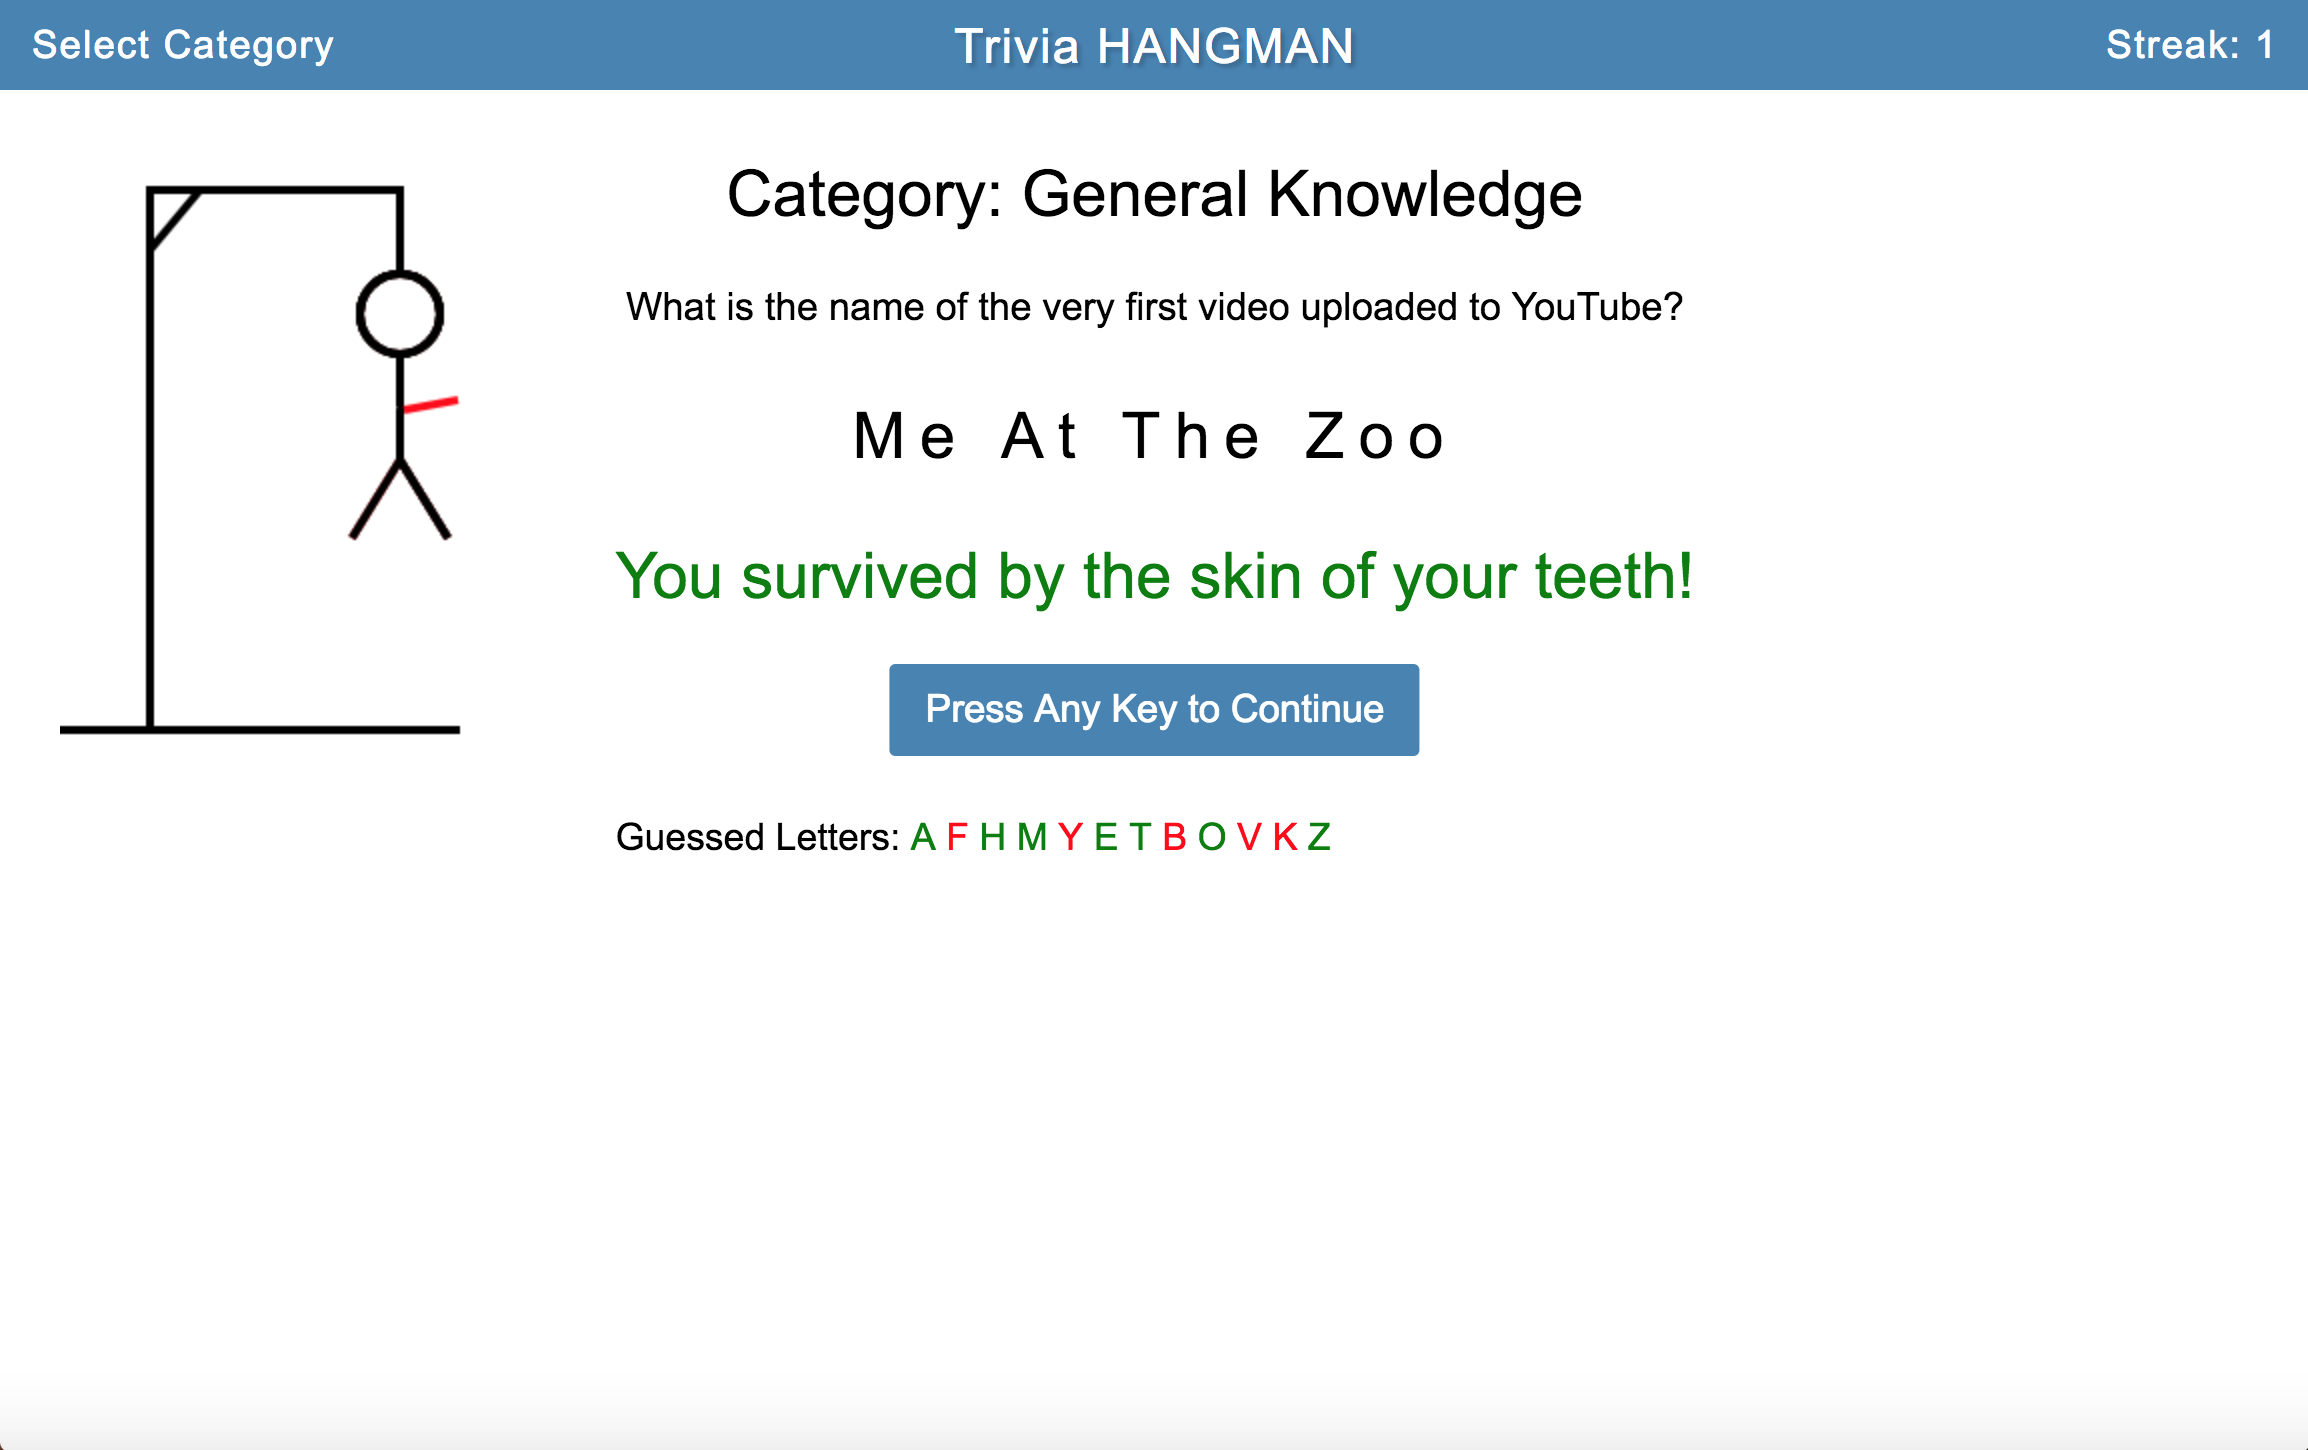 Select Category
Trivia HANGMAN
Streak: 1
Category: General Knowledge
What is the name of the very first video uploaded to YouTube?
Me At The Zoo
You survived by the skin of your teeth!
Press Any Key to Continue
Guessed Letters: A F H M Y E T B O V K Z